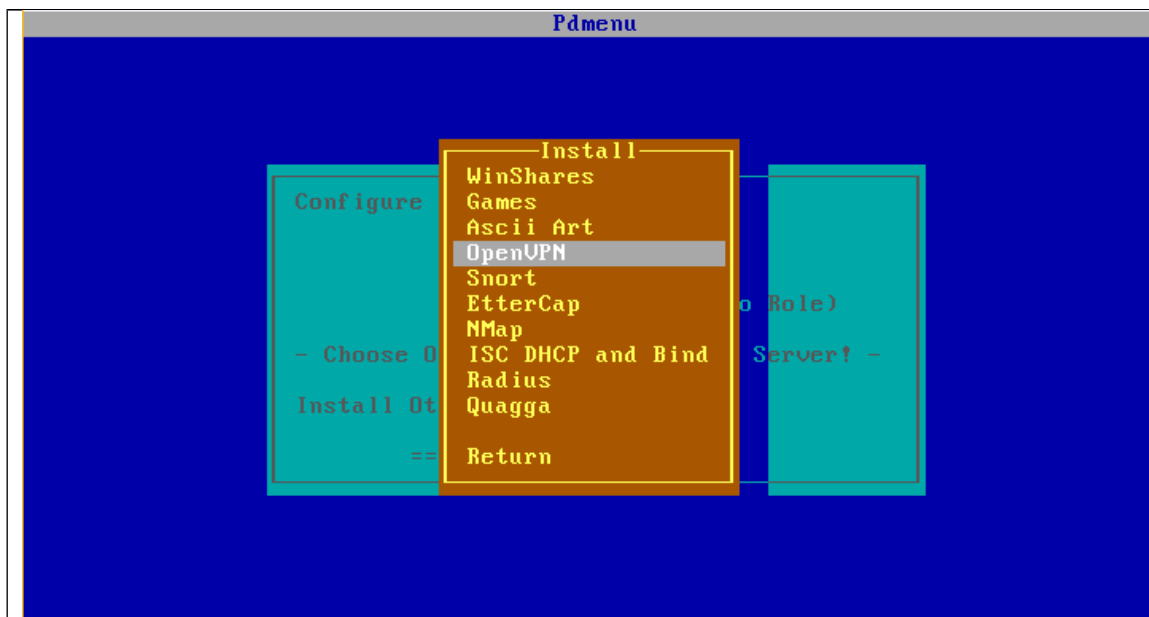 Pdmenu
Install
WinShares
Configure
Games
Ascii Art
OpenVPN
Snort
EtterCap
o Role)
NMap
- Choose O
ISC DHCP and Bind
Server! -
Radius
Install Ot
Quagga
==
Return